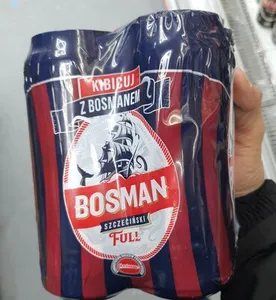 KIBICUJ
Z BOSMANEM
BOSMAN
SZCZECIŃSKI
FULL